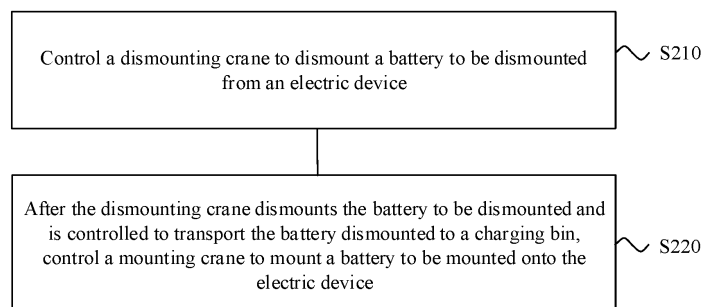 Control a dismounting crane to dismount a battery to be dismounted
from an electric device
S210
After the dismounting crane dismounts the battery to be dismounted and
is controlled to transport the battery dismounted to a charging bin,
control a mounting crane to mount a battery to be mounted onto the
electric device
S220